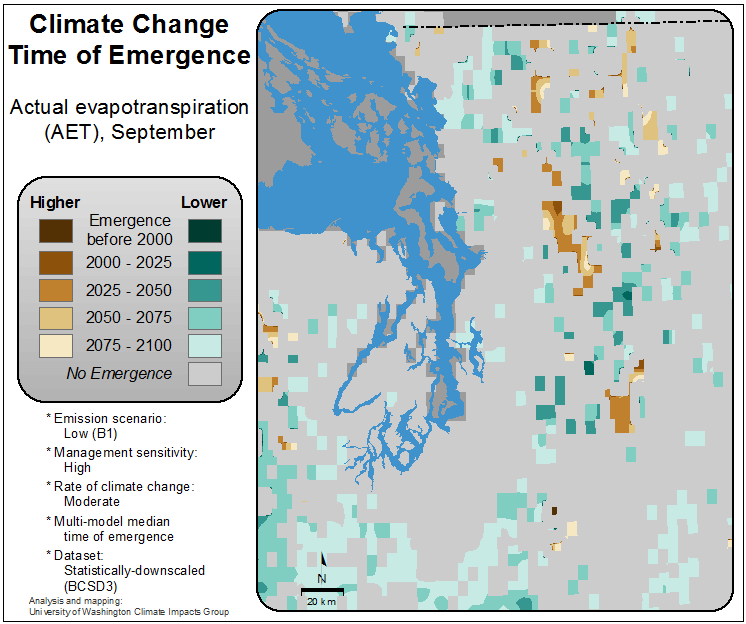 Climate Change
Time of Emergence
Actual evapotranspiration
(AET), September
Higher Lower
Emergence
before 2000
2000 - 2025
2025 - 2050
2050 - 2075
2075 - 2100
No Emergence
* Emission scenario:
Low (B1)
* Management sensitivity:
High
* Rate of climate change:
Moderate
* Multi-model median
time of emergence
* Dataset:
Statistically-downscaled
(BCSD3)
Analysis and mapping:
University of Washington Climate Impacts Group
N
20 km